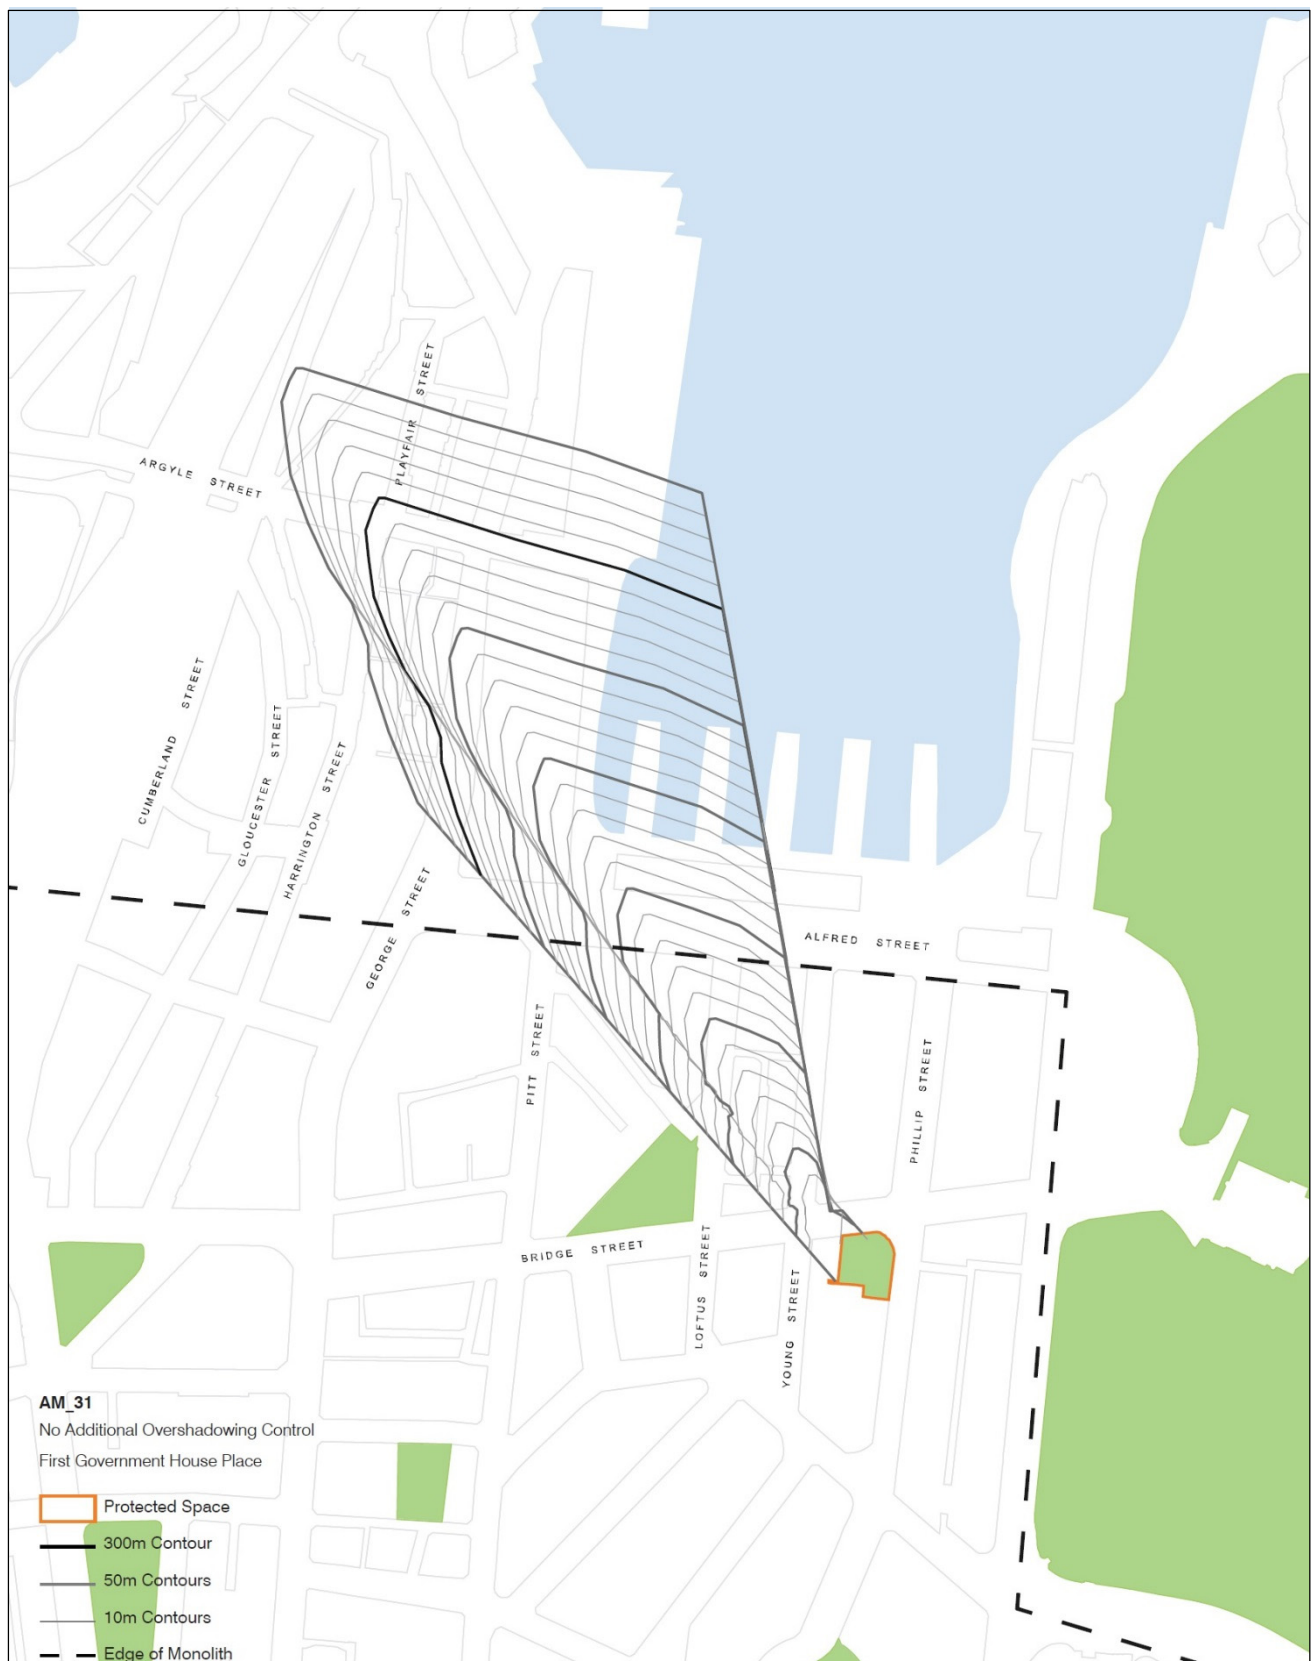 PLAYFAIR STREET
ARGYLE STREET
CUMBERLAND STREET
GLOUCESTER STREET
HARRINGTON STREET
GEORGE STREET
ALFRED STREET
PITT STREET
PHILLIP STREET
BRIDGE STREET
LOFTUS STREET
YOUNG STREET
AM_31
No Additional Overshadowing Control
First Government House Place
Protected Space
300m Contour
50m Contours
10m Contours
Edge of Monolith